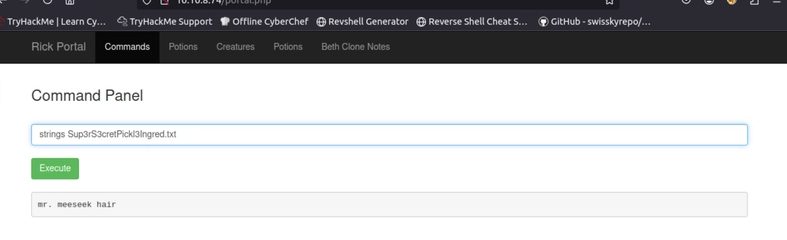 10.10.8.74/portal.php
TryHackMe | Learn Cy… TryHackMe Support Offline CyberChef Revshell Generator Reverse Shell Cheat S… GitHub - swisskyrepo/…
Rick Portal Commands Potions Creatures Potions Beth Clone Notes
Command Panel
strings Sup3rS3cretPickl3Ingred.txt
Execute
mr. meeseek hair